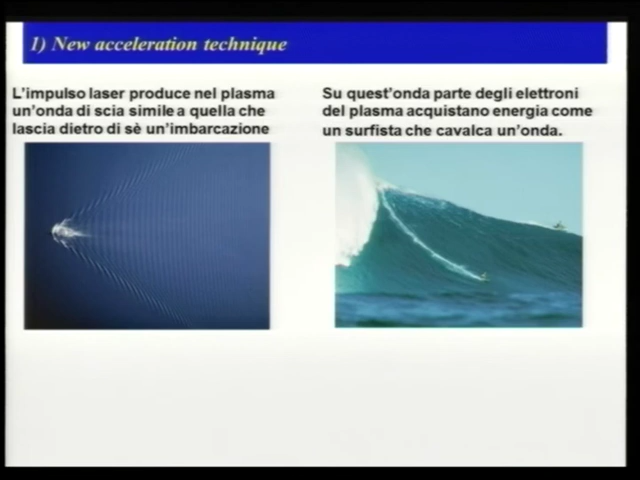 1) New acceleration technique
L'impulso laser produce nel plasma
un'onda di scia simile a quella che
lascia dietro di sè un'imbarcazione
Su quest'onda parte degli elettroni
del plasma acquistano energia come
un surfista che cavalca un'onda.